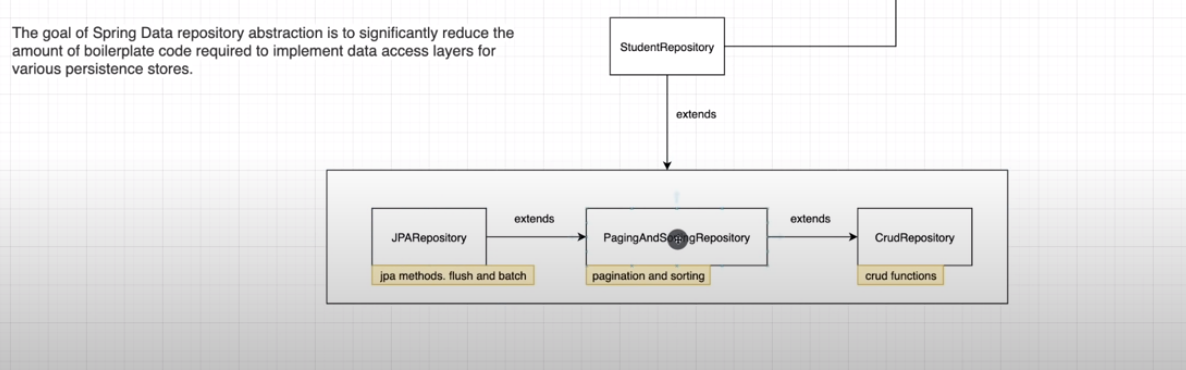 The goal of Spring Data repository abstraction is to significantly reduce the
amount of boilerplate code required to implement data access layers for
various persistence stores.
StudentRepository
extends
extends
extends
JPARepository
PagingAndSortingRepository
CrudRepository
jpa methods. flush and batch
pagination and sorting
crud functions